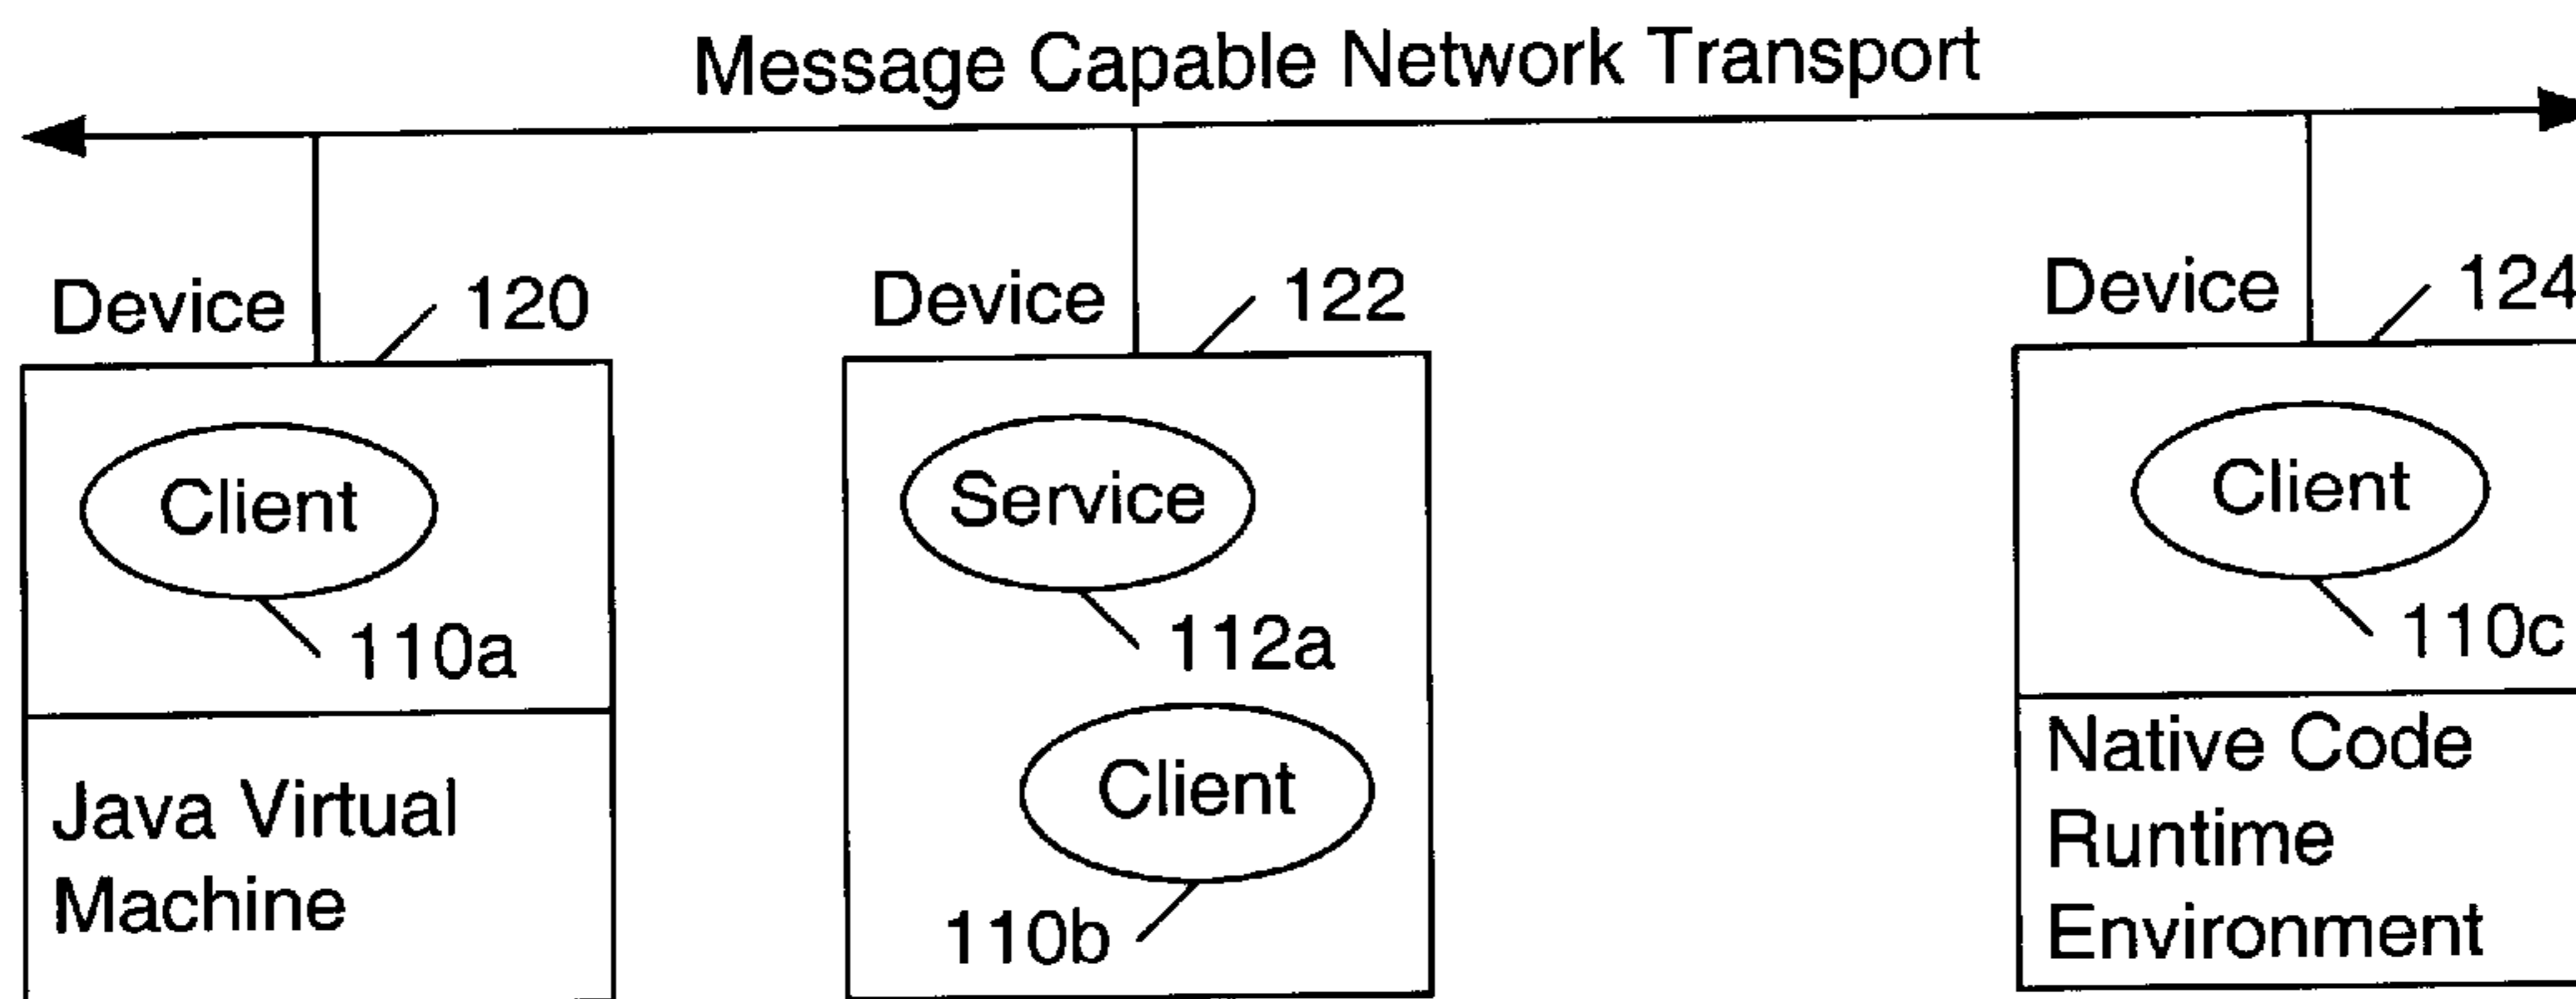 Message Capable Network Transport
Device 120
Device 122
Device 124
Client
110a
Java Virtual
Machine
Service
112a
Client
110b
Client
110c
Native Code
Runtime
Environment